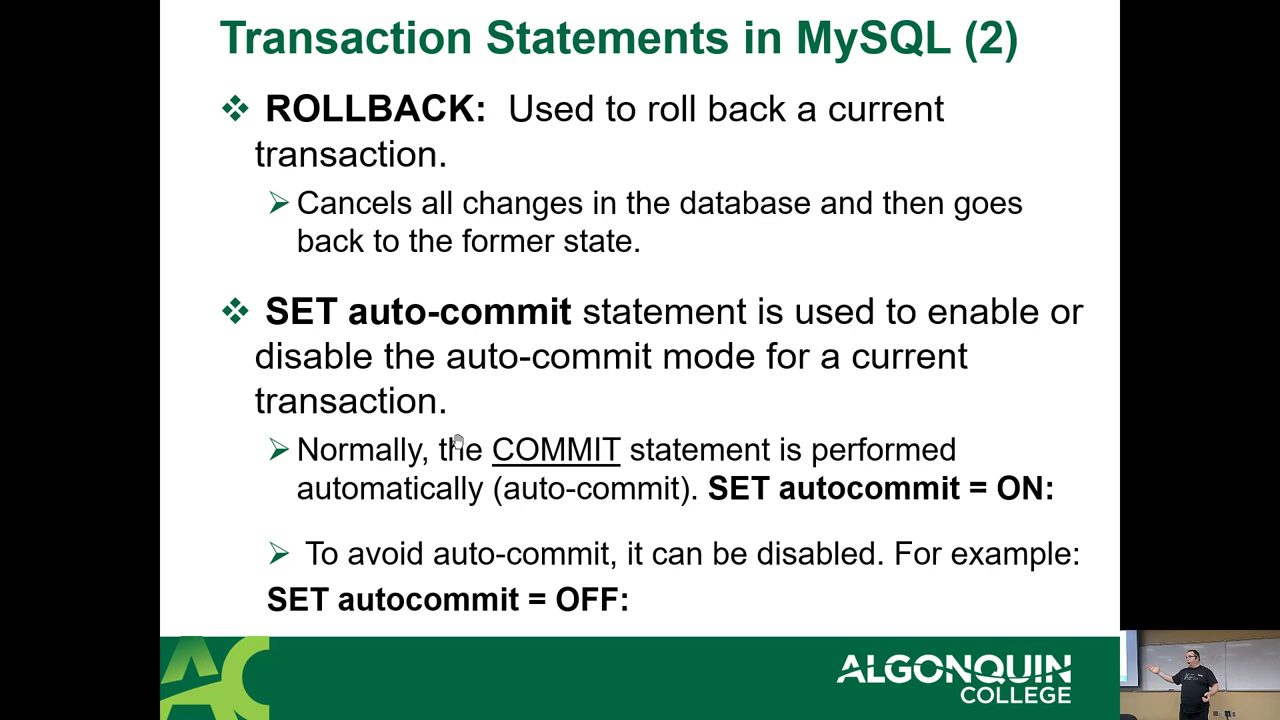 Transaction Statements in MySQL (2)
ROLLBACK: Used to roll back a current
transaction.
Cancels all changes in the database and then goes
back to the former state.
SET auto-commit statement is used to enable or
disable the auto-commit mode for a current
transaction.
Normally, the COMMIT statement is performed
automatically (auto-commit). SET autocommit = ON:
To avoid auto-commit, it can be disabled. For example:
SET autocommit = OFF:
AC
ALGONQUIN
COLLEGE